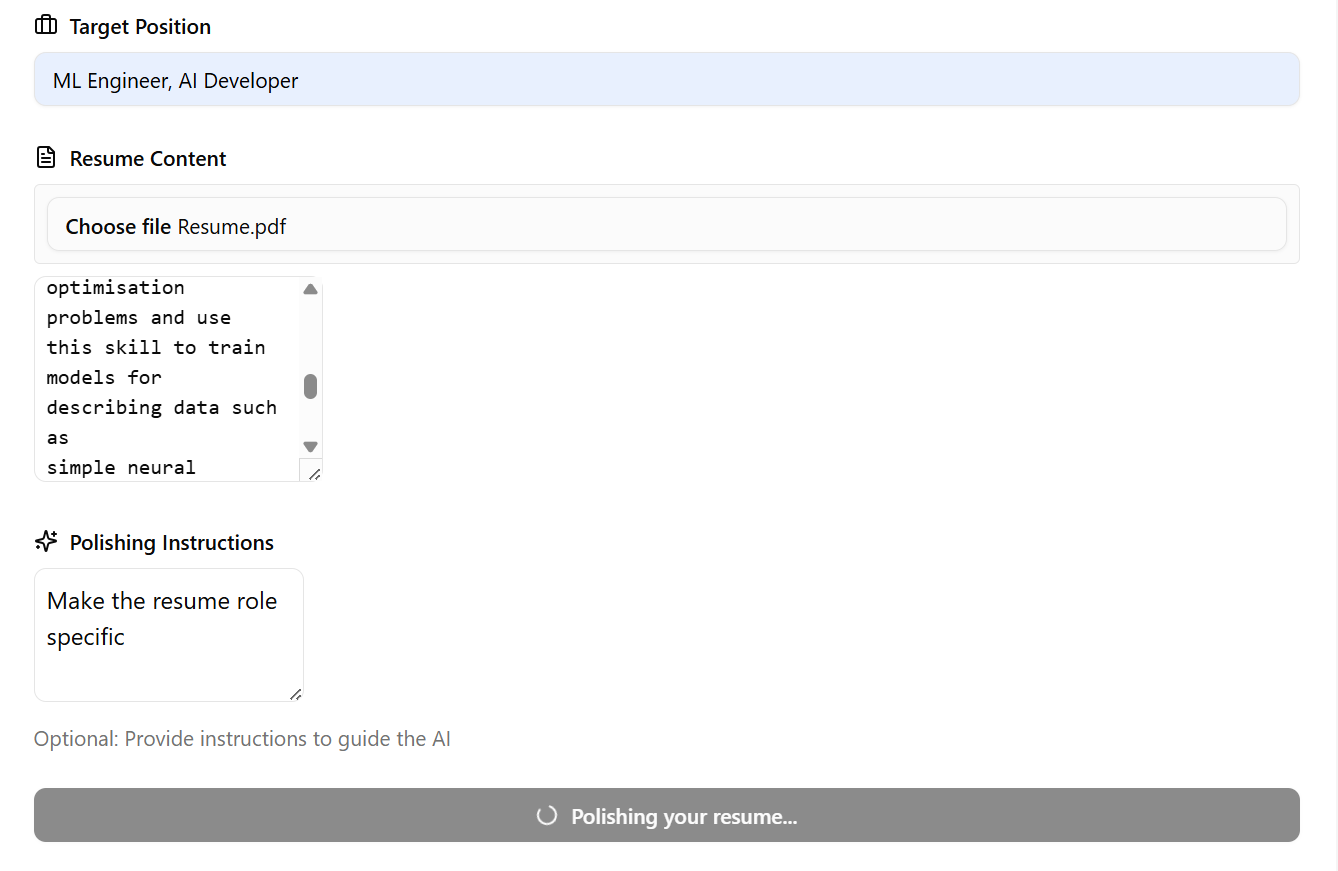 Target Position
ML Engineer, AI Developer
Resume Content
Choose file Resume.pdf
optimisation
problems and use
this skill to train
models for
describing data such
as
simple neural
Polishing Instructions
Make the resume role
specific
Optional: Provide instructions to guide the AI
Polishing your resume...